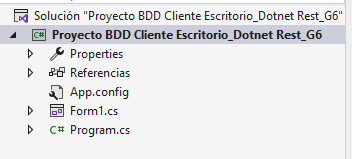 Solución "Proyecto BDD Cliente Escritorio_Dotnet Rest_G6"
C# Proyecto BDD Cliente Escritorio_Dotnet Rest_G6
Properties
Referencias
App.config
Form1.cs
C# Program.cs